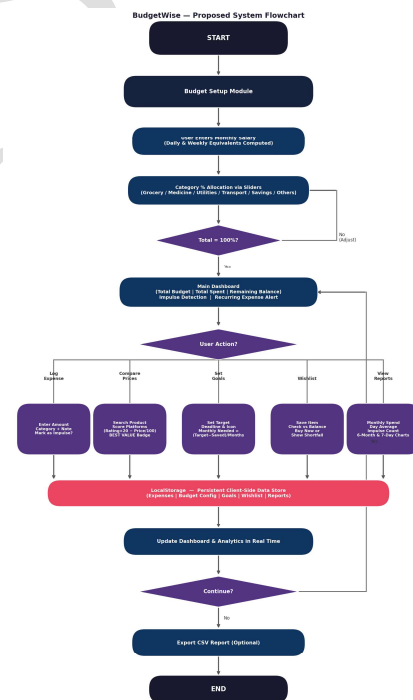 BudgetWise — Proposed System Flowchart
START
Budget Setup Module
User Enters Monthly Salary
(Daily & Weekly Equivalents Computed)
Category % Allocation via Sliders
(Grocery / Medicine / Utilities / Transport / Savings / Others)
Total = 100%?
No
(Adjust)
Yes
Main Dashboard
(Total Budget | Total Spent | Remaining Balance)
Impulse Detection | Recurring Expense Alert
User Action?
Log
Expense
Compare
Prices
Set
Goals
Wishlist
View
Reports
Enter Amount
Category + Note
Mark as Impulse?
Search Product
Score Platforms
(Rating×20 − Price/100)
BEST VALUE Badge
Set Target
Deadline & Icon
Monthly Needed =
(Target−Saved)/Months
Save Item
Check vs Balance
Buy Now or
Show Shortfall
Monthly Spend
Day Average
Impulse Count
6-Month & 7-Day Charts
LocalStorage — Persistent Client-Side Data Store
(Expenses | Budget Config | Goals | Wishlist | Reports)
Update Dashboard & Analytics in Real Time
Continue?
No
Export CSV Report (Optional)
END